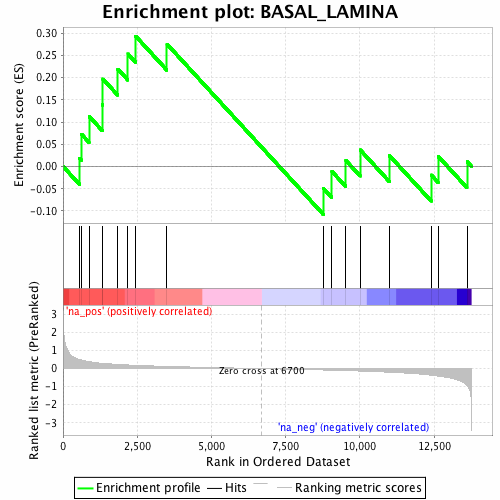 Enrichment plot: BASAL_LAMINA
Enrichment score (ES)
0.30
0.25
0.20
0.15
0.10
0.05
0.00
-0.05
-0.10
'na_pos' (positively correlated)
Ranked list metric (PreRanked)
3
2
1
0
-1
-2
-3
Zero cross at 6700
'na_neg' (negatively correlated)
0 2,500 5,000 7,500 10,000 12,500
Rank in Ordered Dataset
Enrichment profile Hits Ranking metric scores